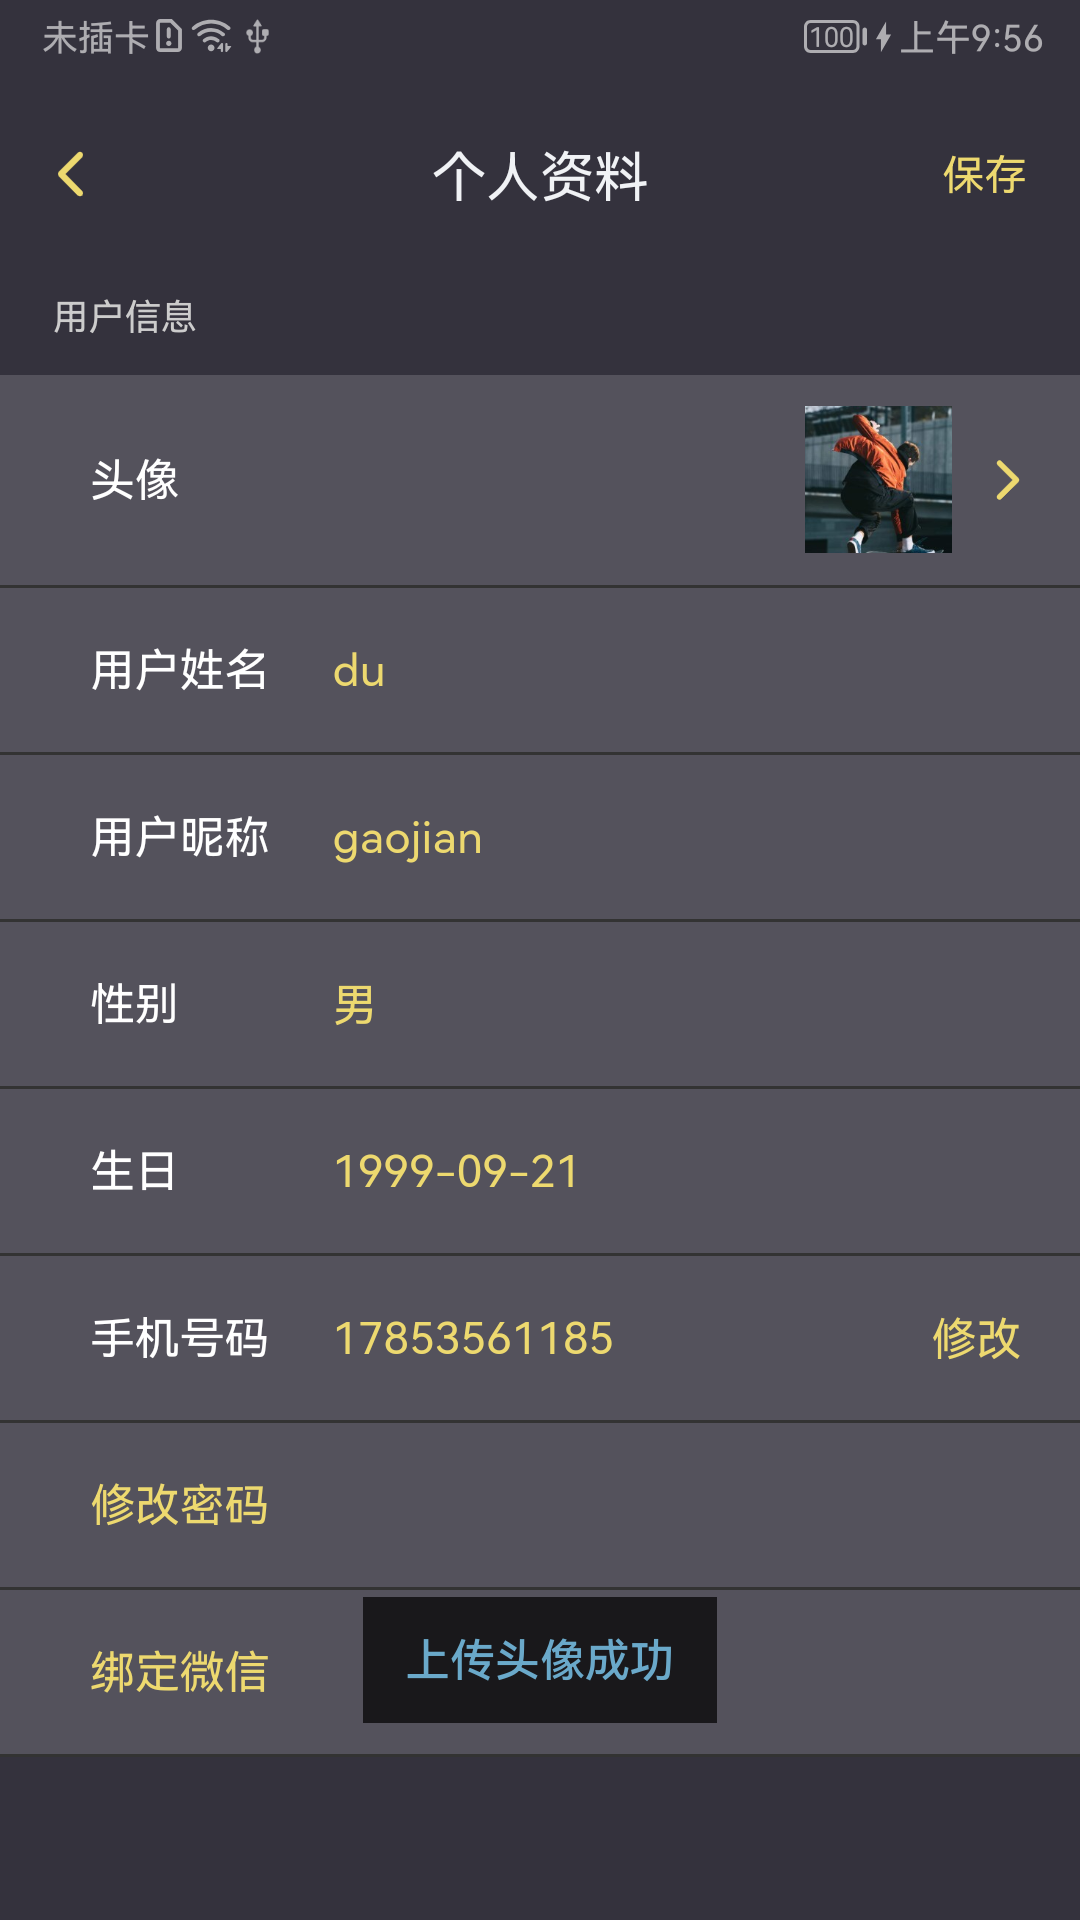 未插卡 100 上午9:56
个人资料 保存
用户信息
头像
用户姓名 du
用户昵称 gaojian
性别 男
生日 1999-09-21
手机号码 17853561185 修改
修改密码
绑定微信
上传头像成功